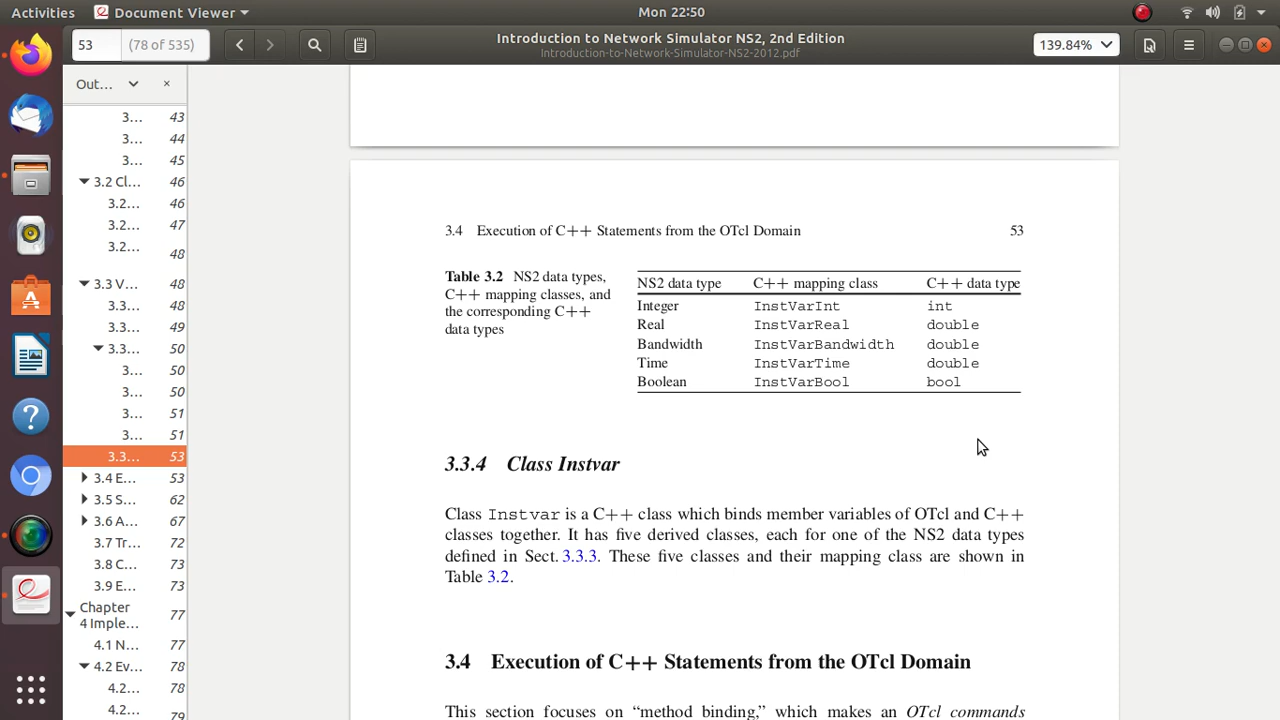 Activities
Document Viewer
Mon 22:50
53
(78 of 535)
Introduction to Network Simulator NS2, 2nd Edition
Introduction-to-Network-Simulator-NS2-2012.pdf
139.84%
Out...
3... 43
3... 44
3... 45
3.2 Cl... 46
3.2... 46
3.2... 47
3.2... 48
3.3 V... 48
3.3... 48
3.3... 49
3.3... 50
3... 50
3... 50
3... 51
3... 51
3.3... 53
3.4 E... 53
3.5 S... 62
3.6 A... 67
3.7 Tr... 72
3.8 C... 73
3.9 E... 73
Chapter
4 Imple... 77
4.1 N... 77
4.2 Ev... 78
4.2... 78
4.2... 79
3.4 Execution of C++ Statements from the OTcl Domain 53
Table 3.2 NS2 data types,
C++ mapping classes, and
the corresponding C++
data types
NS2 data type C++ mapping class C++ data type
Integer InstVarInt int
Real InstVarReal double
Bandwidth InstVarBandwidth double
Time InstVarTime double
Boolean InstVarBool bool
3.3.4 Class Instvar
Class Instvar is a C++ class which binds member variables of OTcl and C++
classes together. It has five derived classes, each for one of the NS2 data types
defined in Sect. 3.3.3. These five classes and their mapping class are shown in
Table 3.2.
3.4 Execution of C++ Statements from the OTcl Domain
This section focuses on “method binding,” which makes an OTcl commands